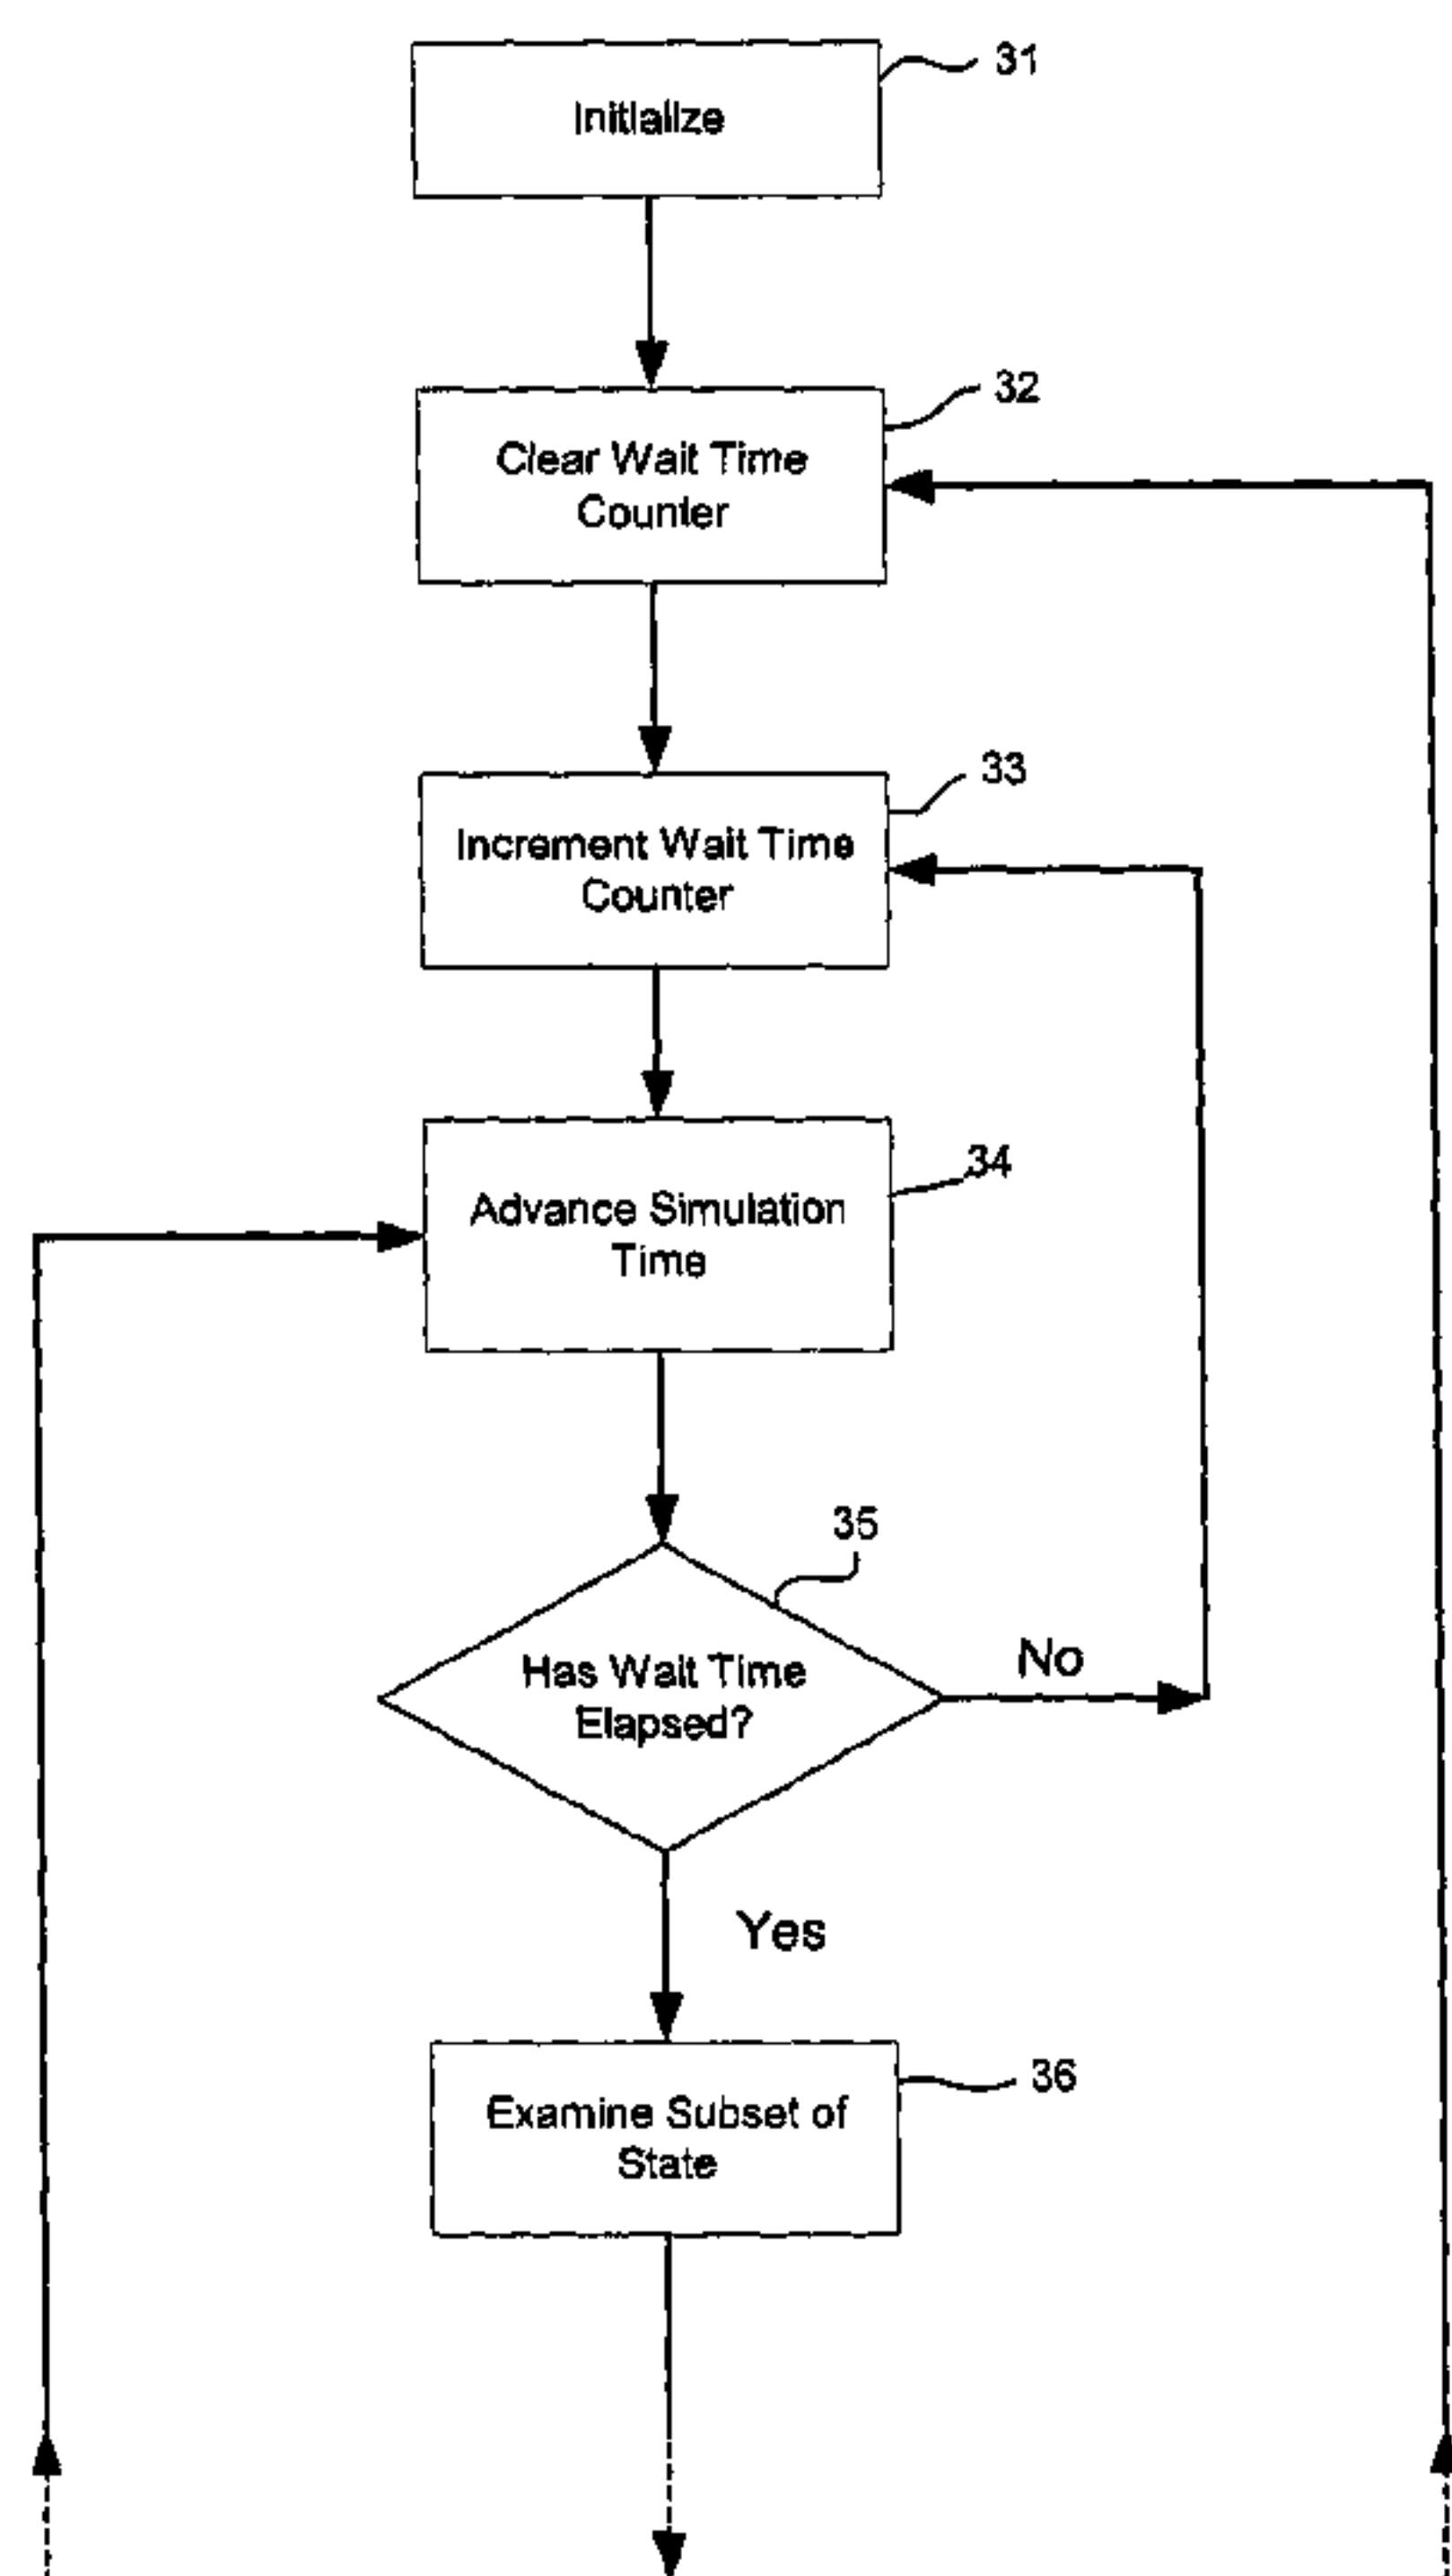 31
Initialize
32
Clear Wait Time
Counter
33
Increment Wait Time
Counter
34
Advance Simulation
Time
35
Has Wait Time
Elapsed?
No
Yes
36
Examine Subset of
State